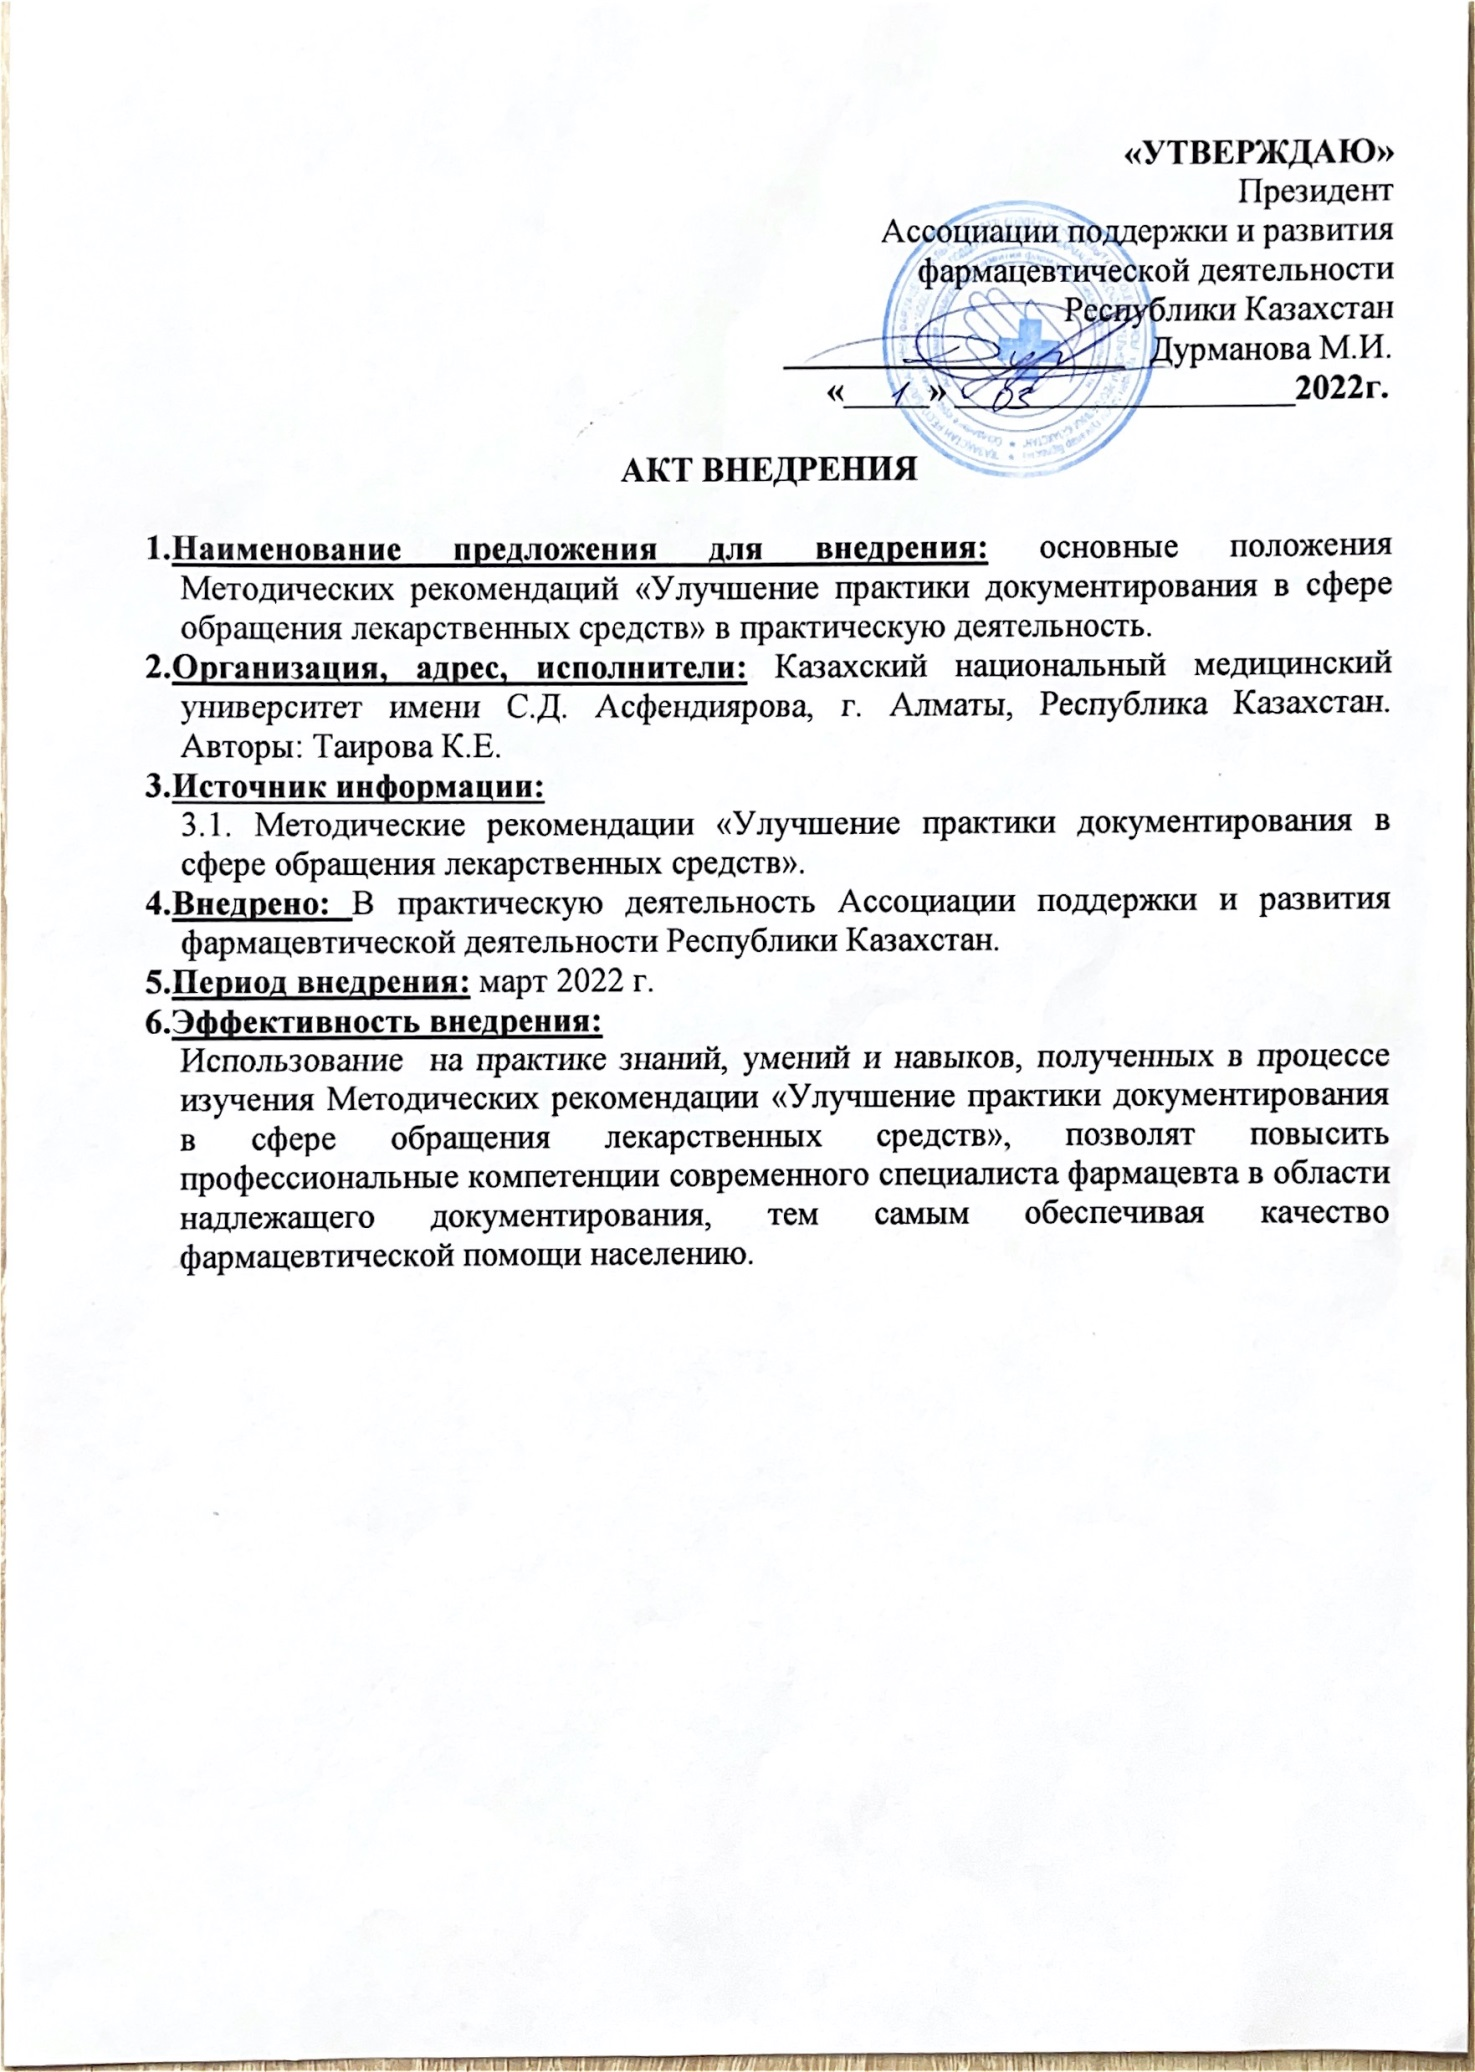 «УТВЕРЖДАЮ»
Президент
Ассоциации поддержки и развития
фармацевтической деятельности
Республики Казахстан
Дурманова М.И.
« 1 » 03 2022г.
АКТ ВНЕДРЕНИЯ
1.Наименование предложения для внедрения: основные положения
Методических рекомендаций «Улучшение практики документирования в сфере
обращения лекарственных средств» в практическую деятельность.
2.Организация, адрес, исполнители: Казахский национальный медицинский
университет имени С.Д. Асфендиярова, г. Алматы, Республика Казахстан.
Авторы: Таирова К.Е.
3.Источник информации:
3.1. Методические рекомендации «Улучшение практики документирования в
сфере обращения лекарственных средств».
4.Внедрено: В практическую деятельность Ассоциации поддержки и развития
фармацевтической деятельности Республики Казахстан.
5.Период внедрения: март 2022 г.
6.Эффективность внедрения:
Использование на практике знаний, умений и навыков, полученных в процессе
изучения Методических рекомендации «Улучшение практики документирования
в сфере обращения лекарственных средств», позволят повысить
профессиональные компетенции современного специалиста фармацевта в области
надлежащего документирования, тем самым обеспечивая качество
фармацевтической помощи населению.